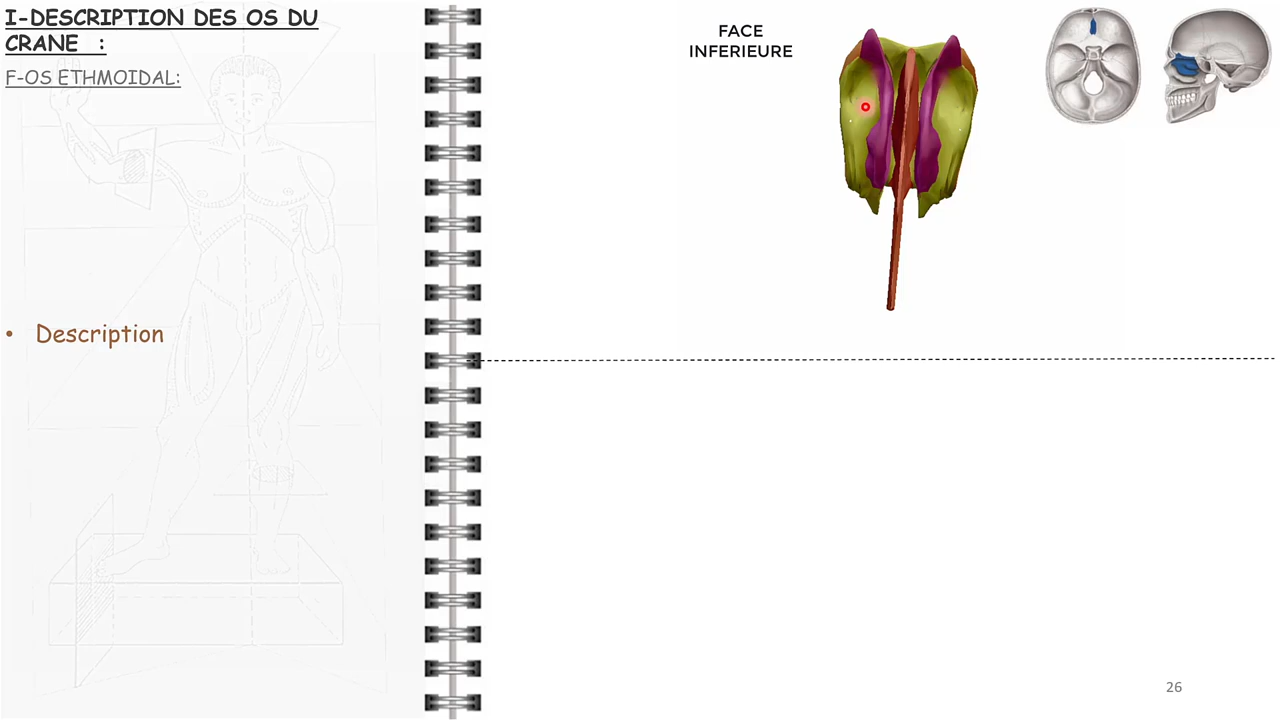 I-DESCRIPTION DES OS DU
CRANE :
F-OS ETHMOIDAL:
• Description
FACE
INFERIEURE
26